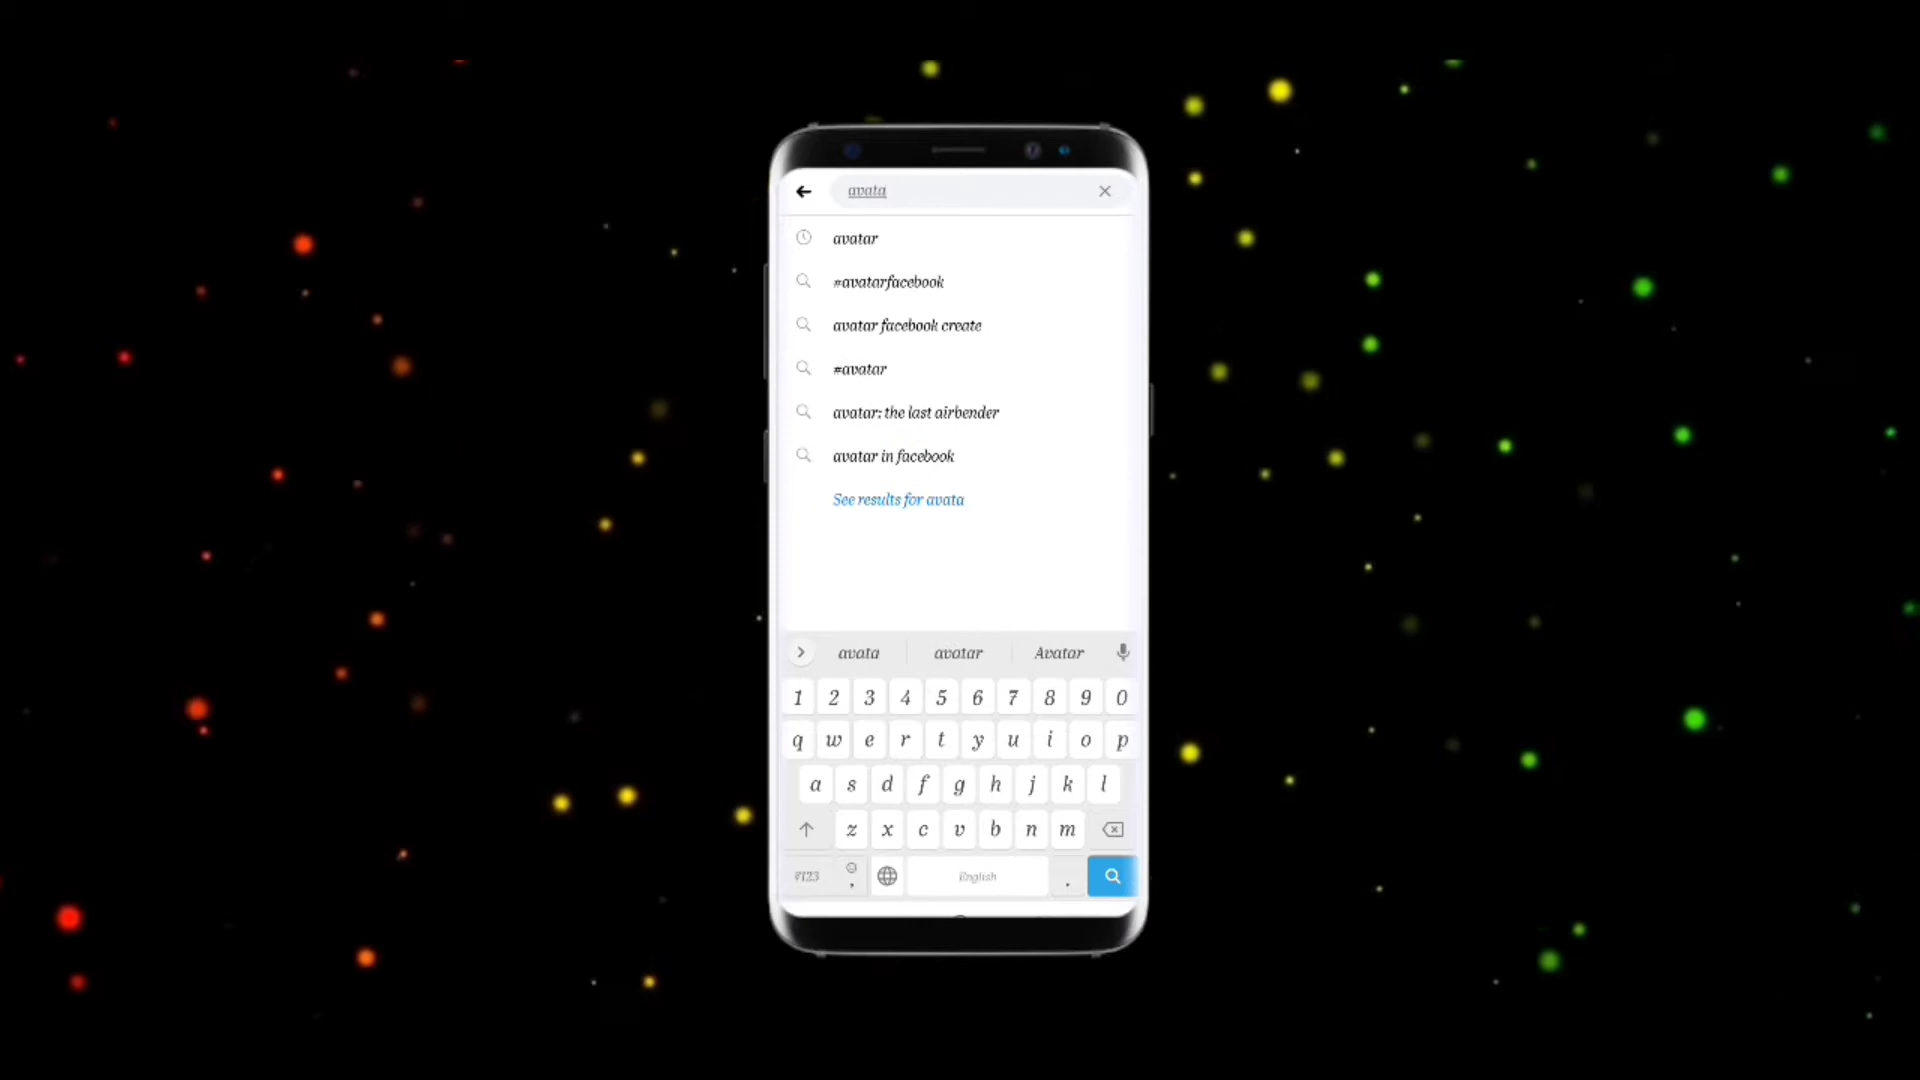 avata
avatar
#avatarfacebook
avatar facebook create
#avatar
avatar: the last airbender
avatar in facebook
See results for avata
avata avatar Avatar
1 2 3 4 5 6 7 8 9 0
q w e r t y u i o p
a s d f g h j k l
z x c v b n m
, English .